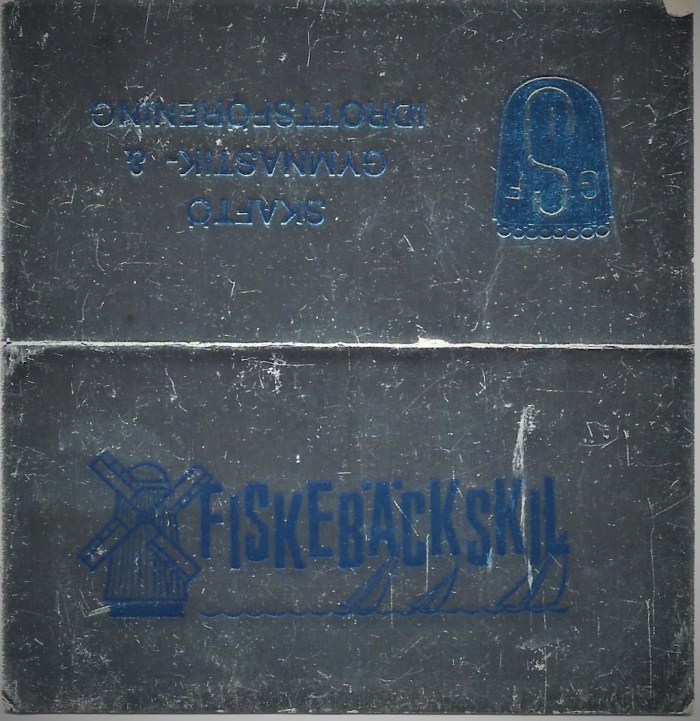 SKAFTÖ
GYMNASTIK- &
IDROTTSFÖRENING
S
G F
FISKEBÄCKSKIL